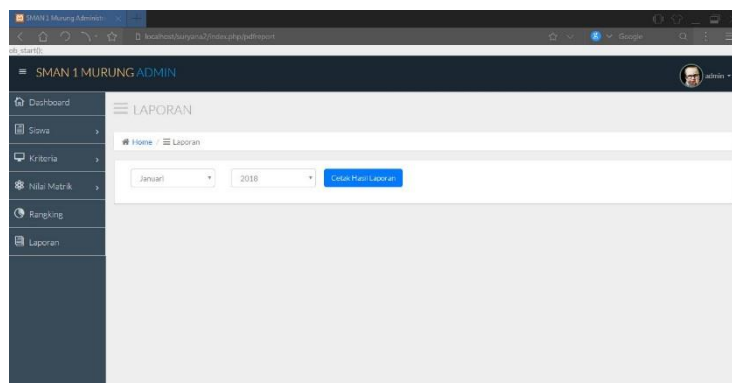 SMAN 1 Murung Administr
localhost/suryana2/index.php/pdfreport
Google
ob_start();
SMAN 1 MURUNG ADMIN
admin
Dashboard
LAPORAN
Siswa
Home / Laporan
Kriteria
Januari
2018
Cetak Hasil Laporan
Nilai Matrik
Rangking
Laporan